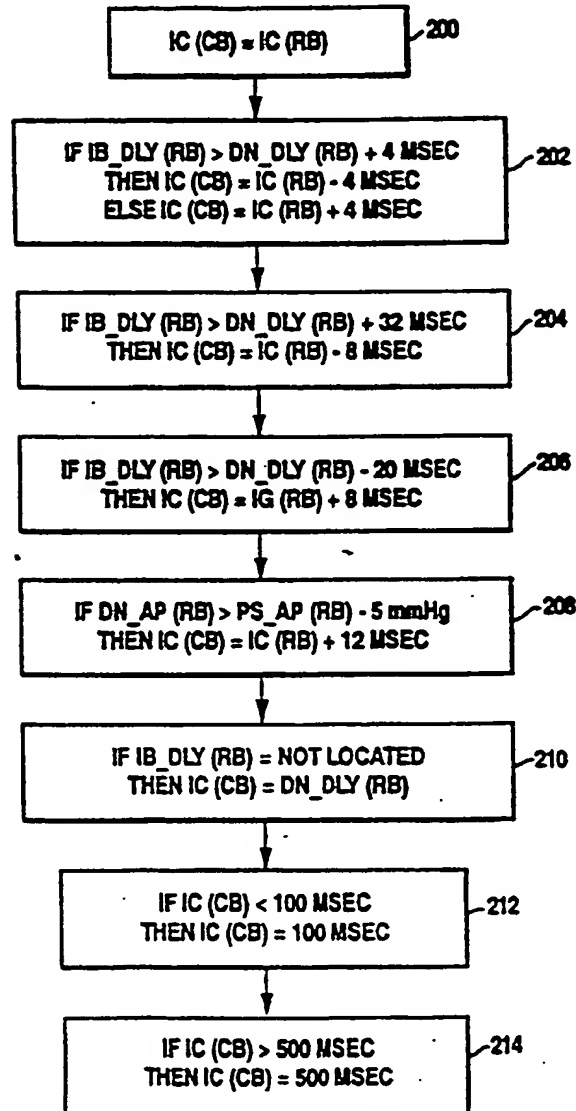 IC (CB) = IC (RB)
200
IF IB_DLY (RB) > DN_DLY (RB) + 4 MSEC
THEN IC (CB) = IC (RB) - 4 MSEC
ELSE IC (CB) = IC (RB) + 4 MSEC
202
IF IB_DLY (RB) > DN_DLY (RB) + 32 MSEC
THEN IC (CB) = IC (RB) - 8 MSEC
204
IF IB_DLY (RB) > DN_DLY (RB) - 20 MSEC
THEN IC (CB) = IG (RB) + 8 MSEC
206
IF DN_AP (RB) > PS_AP (RB) - 5 mmHg
THEN IC (CB) = IC (RB) + 12 MSEC
208
IF IB_DLY (RB) = NOT LOCATED
THEN IC (CB) = DN_DLY (RB)
210
IF IC (CB) < 100 MSEC
THEN IC (CB) = 100 MSEC
212
IF IC (CB) > 500 MSEC
THEN IC (CB) = 500 MSEC
214